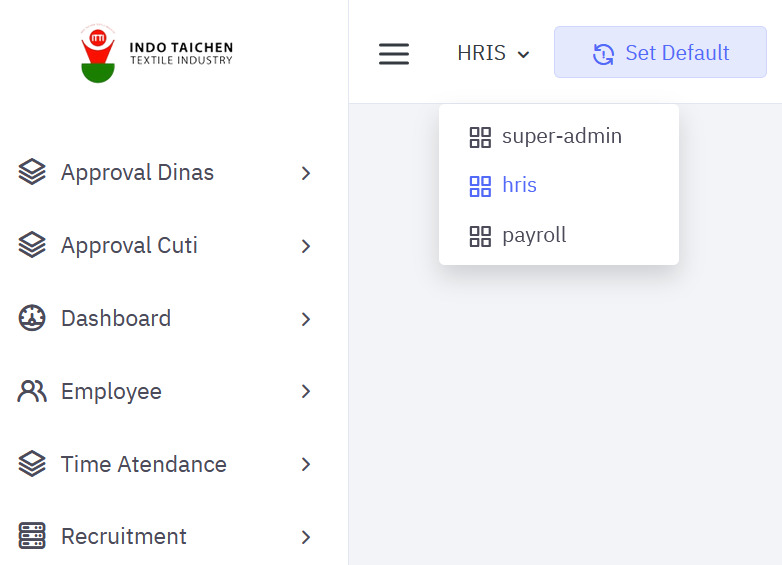 ITTI
INDO TAICHEN
TEXTILE INDUSTRY
HRIS
Set Default
super-admin
hris
payroll
Approval Dinas
Approval Cuti
Dashboard
Employee
Time Atendance
Recruitment